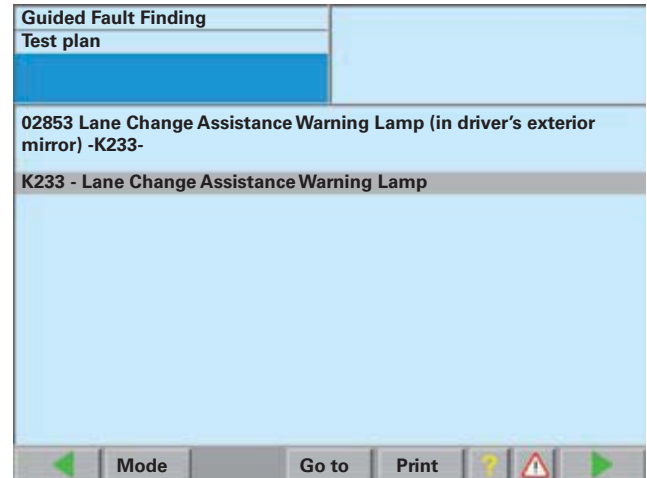 Guided Fault Finding
Test plan
02853 Lane Change Assistance Warning Lamp (in driver's exterior
mirror) -K233-
K233 - Lane Change Assistance Warning Lamp
Mode Go to Print ?